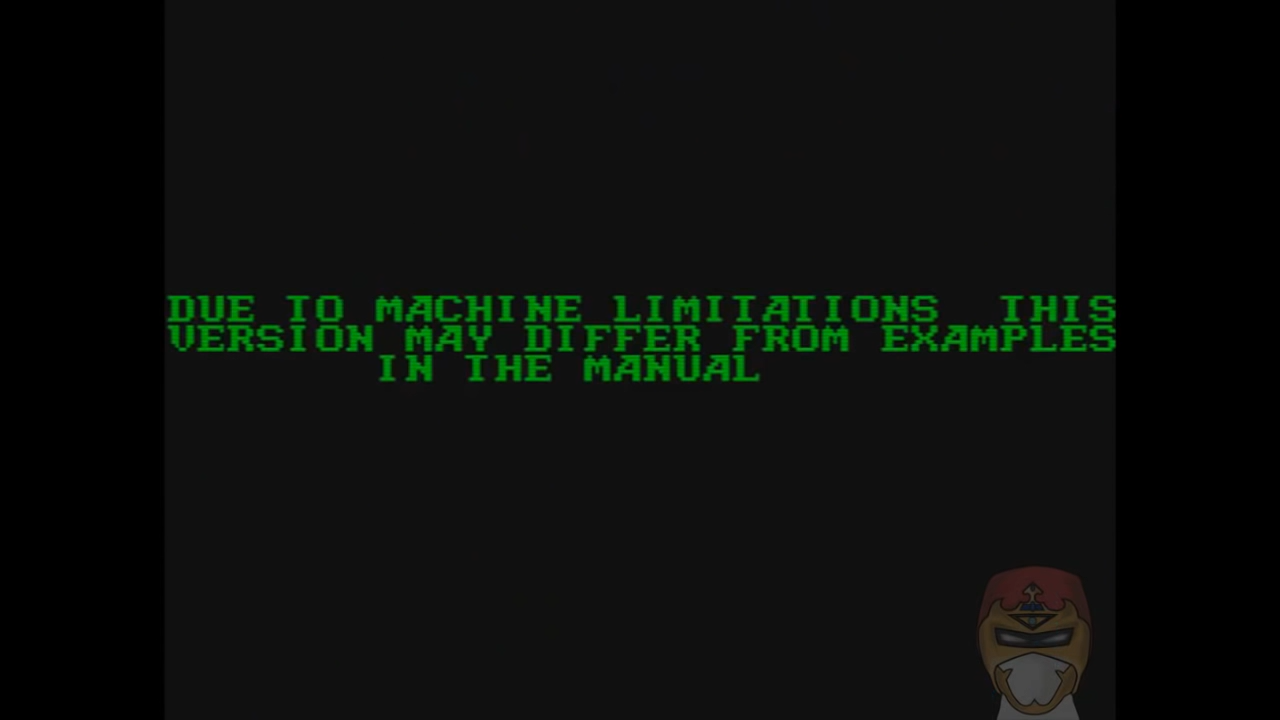 DUE TO MACHINE LIMITATIONS THIS
VERSION MAY DIFFER FROM EXAMPLES
IN THE MANUAL